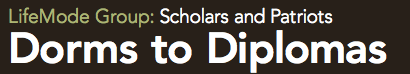 LifeMode Group: Scholars and Patriots
Dorms to Diplomas